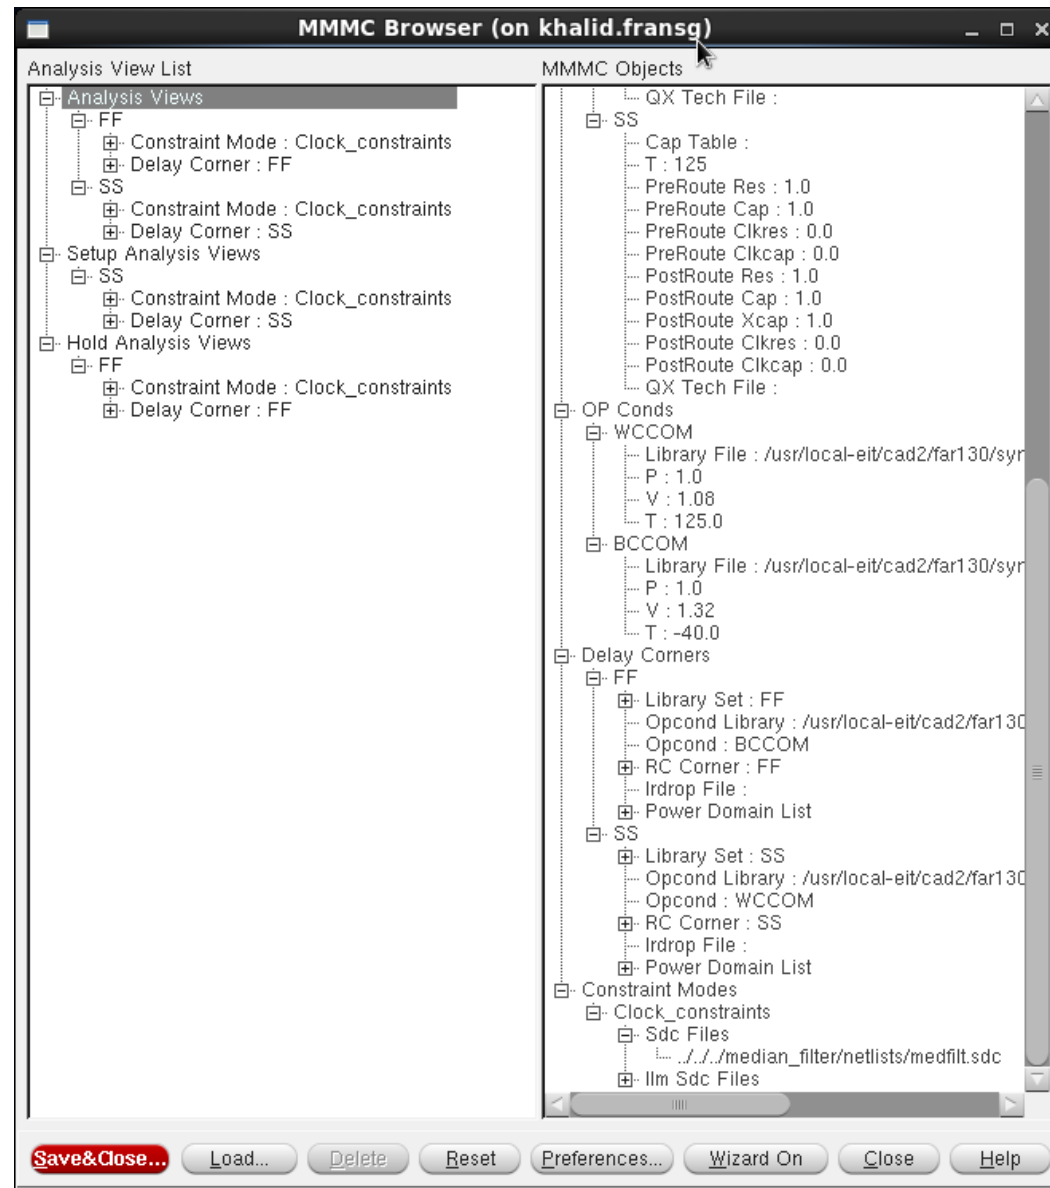 MMMC Browser (on khalid.fransg)
Analysis View List
Analysis Views
FF
Constraint Mode : Clock_constraints
Delay Corner : FF
SS
Constraint Mode : Clock_constraints
Delay Corner : SS
Setup Analysis Views
SS
Constraint Mode : Clock_constraints
Delay Corner : SS
Hold Analysis Views
FF
Constraint Mode : Clock_constraints
Delay Corner : FF
MMMC Objects
QX Tech File :
SS
Cap Table :
T : 125
PreRoute Res : 1.0
PreRoute Cap : 1.0
PreRoute Clkres : 0.0
PreRoute Clkcap : 0.0
PostRoute Res : 1.0
PostRoute Cap : 1.0
PostRoute Xcap : 1.0
PostRoute Clkres : 0.0
PostRoute Clkcap : 0.0
QX Tech File :
OP Conds
WCCOM
Library File : /usr/local-eit/cad2/far130/syn
P : 1.0
V : 1.08
T : 125.0
BCCOM
Library File : /usr/local-eit/cad2/far130/syn
P : 1.0
V : 1.32
T : -40.0
Delay Corners
FF
Library Set : FF
Opcond Library : /usr/local-eit/cad2/far130
Opcond : BCCOM
RC Corner : FF
Irdrop File :
Power Domain List
SS
Library Set : SS
Opcond Library : /usr/local-eit/cad2/far130
Opcond : WCCOM
RC Corner : SS
Irdrop File :
Power Domain List
Constraint Modes
Clock_constraints
Sdc Files
../../../median_filter/netlists/medfilt.sdc
Ilm Sdc Files
Save&Close... Load... Delete Reset Preferences... Wizard On Close Help